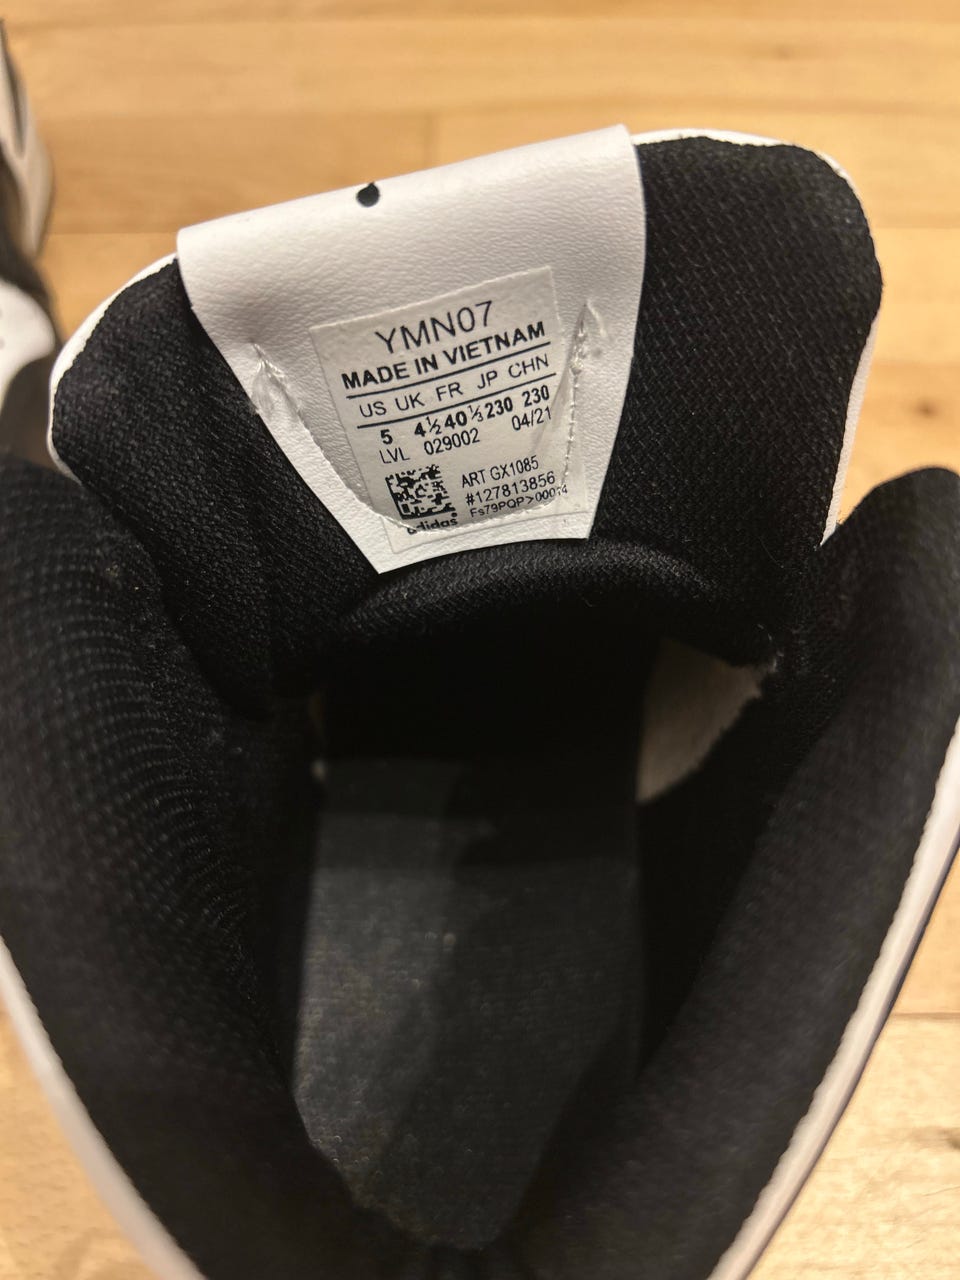 YMN07
MADE IN VIETNAM
US UK FR JP CHN
5 4½ 40⅓ 230 230
LVL 029002 04/21
ART GX1085
#127813856
adidas